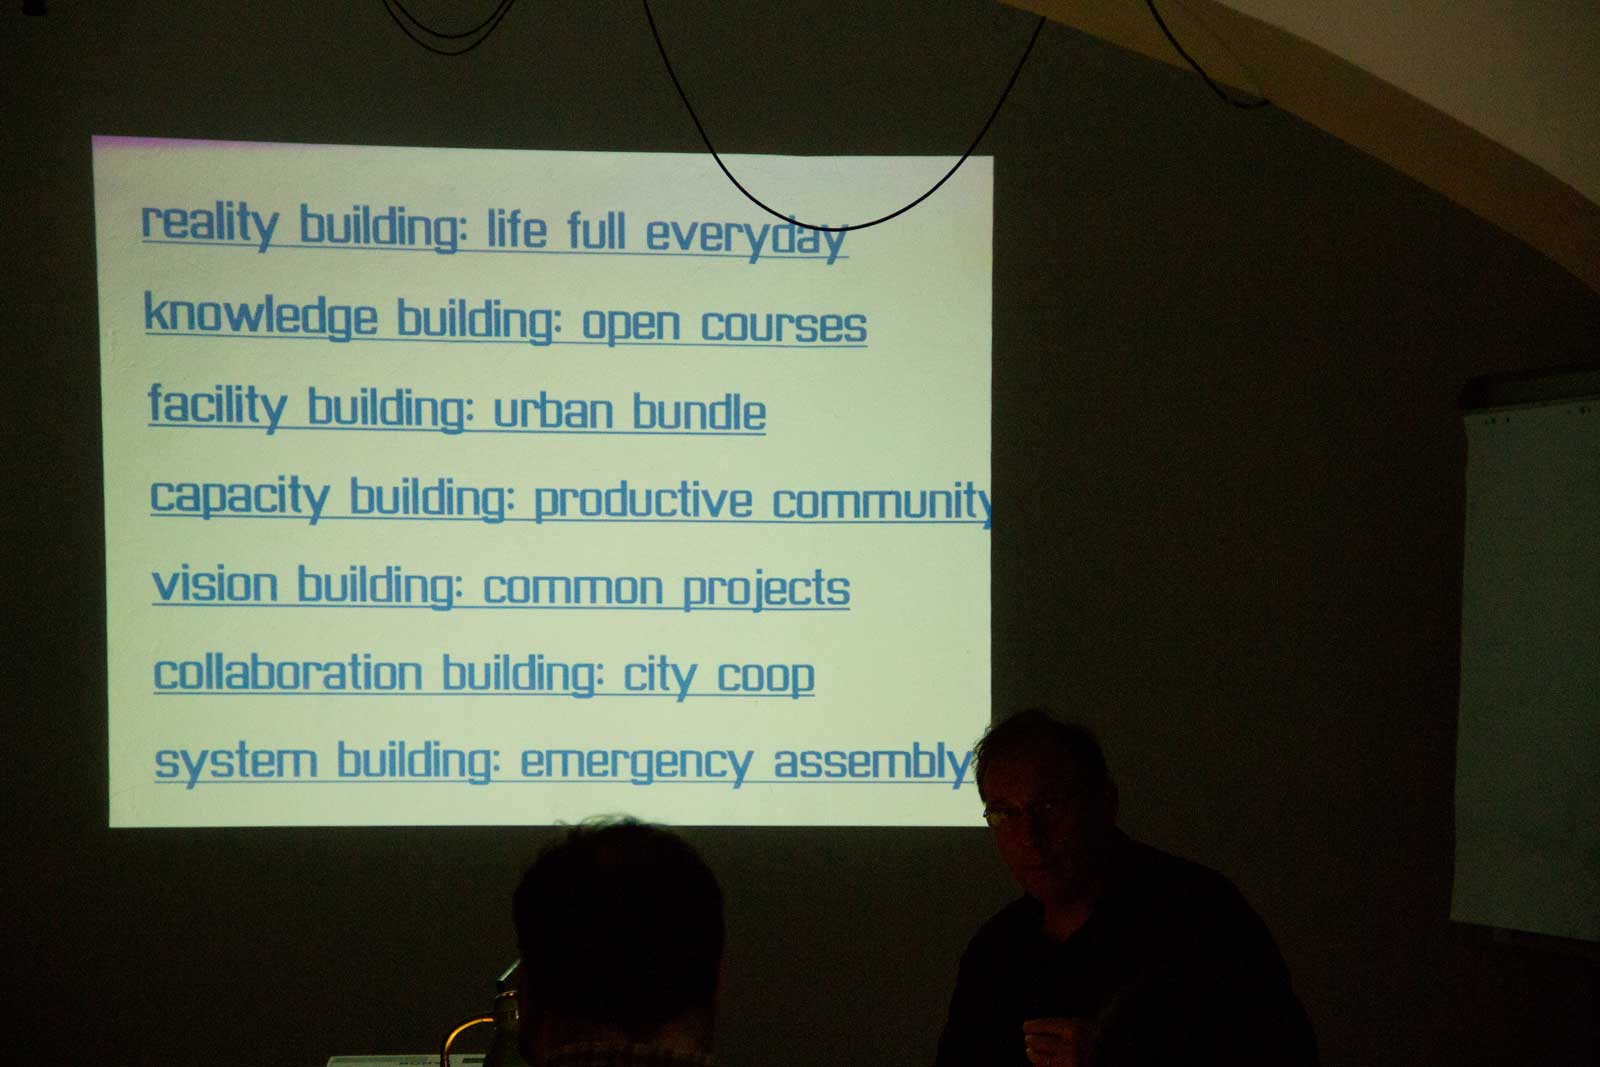 reality building: life full everyday
knowledge building: open courses
facility building: urban bundle
capacity building: productive community
vision building: common projects
collaboration building: city coop
system building: emergency assembly